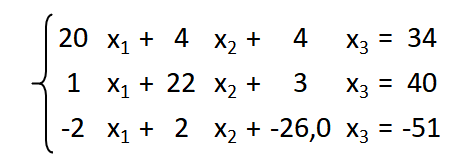 20 x₁ + 4 x₂ + 4 x₃ = 34
1 x₁ + 22 x₂ + 3 x₃ = 40
-2 x₁ + 2 x₂ + -26,0 x₃ = -51